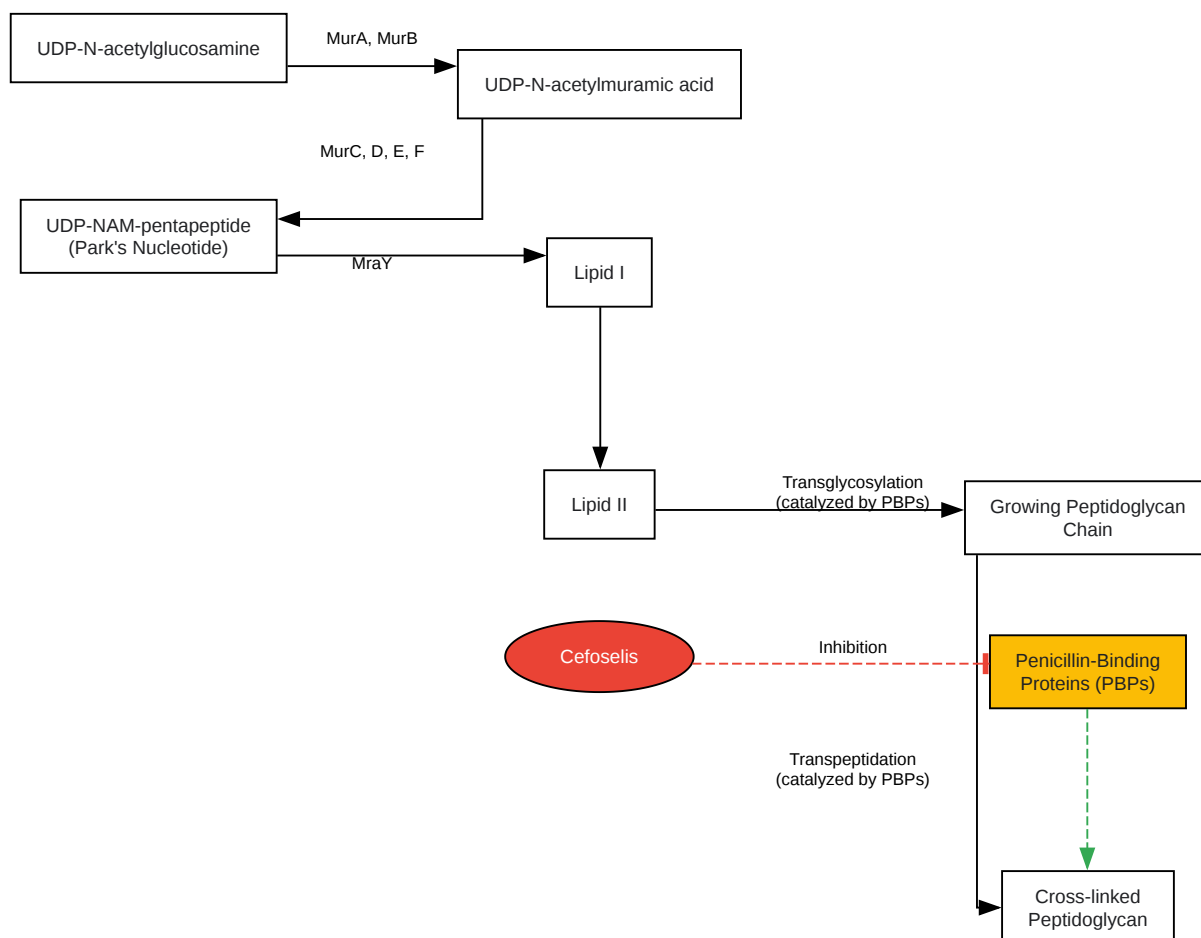 UDP-N-acetylglucosamine
MurA, MurB
UDP-N-acetylmuramic acid
MurC, D, E, F
UDP-NAM-pentapeptide
(Park's Nucleotide)
MraY
Lipid I
Lipid II
Transglycosylation
(catalyzed by PBPs)
Growing Peptidoglycan
Chain
Cefoselis
Inhibition
Penicillin-Binding
Proteins (PBPs)
Transpeptidation
(catalyzed by PBPs)
Cross-linked
Peptidoglycan